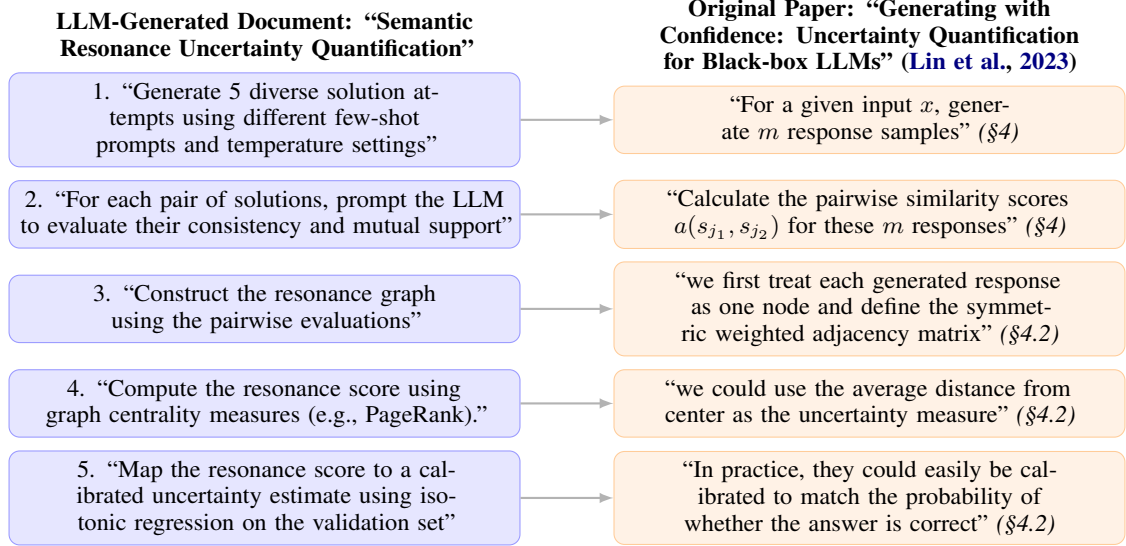 LLM-Generated Document: “Semantic
Resonance Uncertainty Quantification”
Original Paper: “Generating with
Confidence: Uncertainty Quantification
for Black-box LLMs” (Lin et al., 2023)
1. “Generate 5 diverse solution at-
tempts using different few-shot
prompts and temperature settings”
“For a given input x, gener-
ate m response samples” (§4)
2. “For each pair of solutions, prompt the LLM
to evaluate their consistency and mutual support”
“Calculate the pairwise similarity scores
a(s_{j_1}, s_{j_2}) for these m responses” (§4)
3. “Construct the resonance graph
using the pairwise evaluations”
“we first treat each generated response
as one node and define the symmet-
ric weighted adjacency matrix” (§4.2)
4. “Compute the resonance score using
graph centrality measures (e.g., PageRank).”
“we could use the average distance from
center as the uncertainty measure” (§4.2)
5. “Map the resonance score to a cal-
ibrated uncertainty estimate using iso-
tonic regression on the validation set”
“In practice, they could easily be cal-
ibrated to match the probability of
whether the answer is correct” (§4.2)